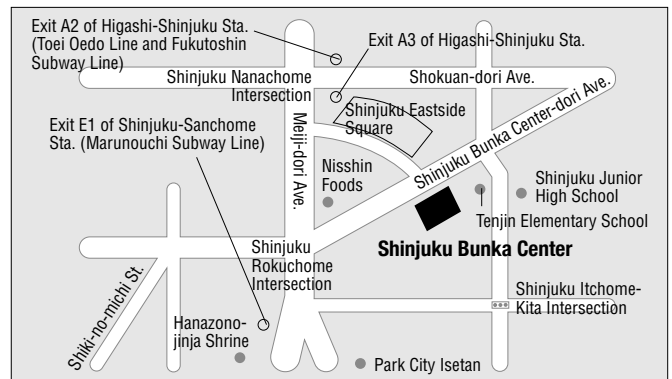 Exit A2 of Higashi-Shinjuku Sta.
(Toei Oedo Line and Fukutoshin
Subway Line)
Exit A3 of Higashi-Shinjuku Sta.
Shinjuku Nanachome
Intersection
Shokuan-dori Ave.
Shinjuku Eastside
Square
Exit E1 of Shinjuku-Sanchome
Sta. (Marunouchi Subway Line)
Meiji-dori Ave.
Shinjuku Bunka Center-dori Ave.
Nisshin
Foods
Shinjuku Junior
High School
Tenjin Elementary School
Shinjuku Bunka Center
Shinjuku
Rokuchome
Intersection
Shiki-no-michi St.
Shinjuku Itchome-
Kita Intersection
Hanazono-
jinja Shrine
Park City Isetan